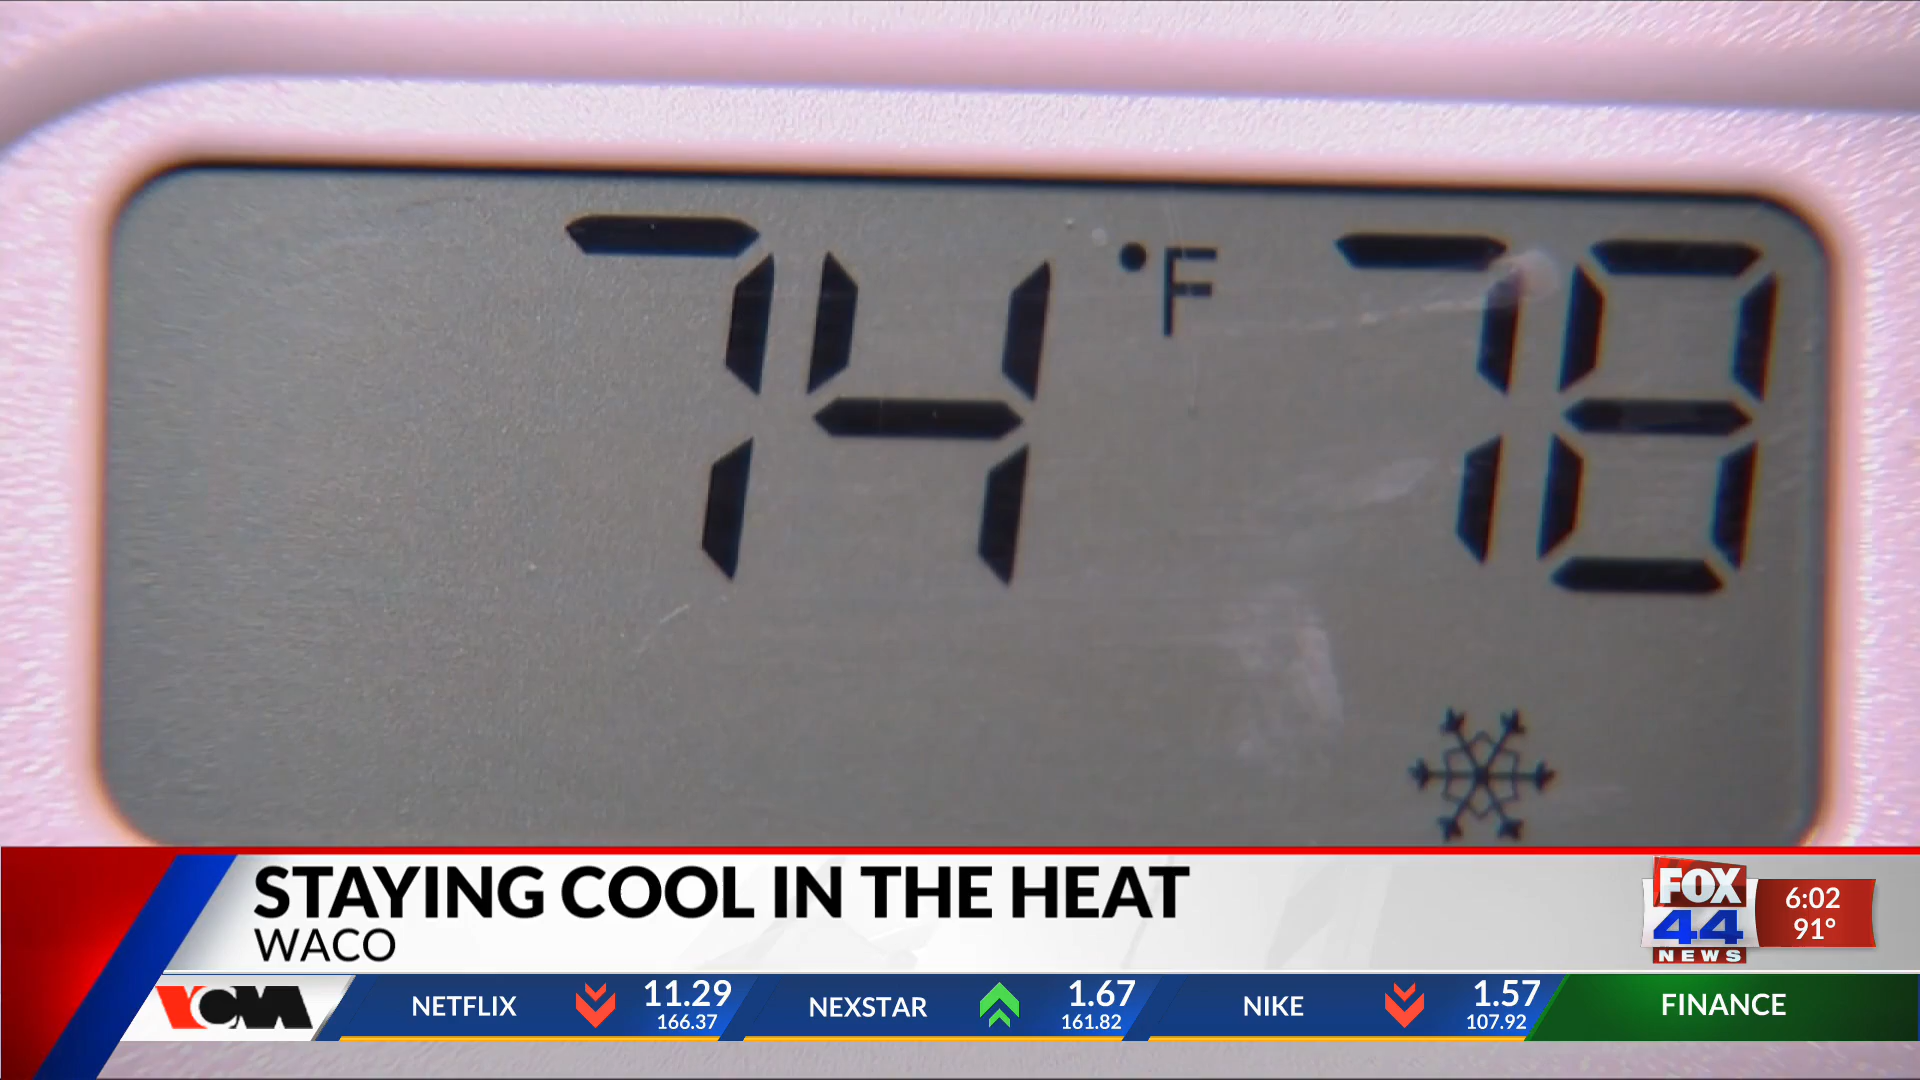 74 °F 78
STAYING COOL IN THE HEAT
WACO
FOX
44
NEWS
6:02
91°
VCMA
NETFLIX 11.29
166.37
NEXSTAR 1.67
161.82
NIKE 1.57
107.92
FINANCE